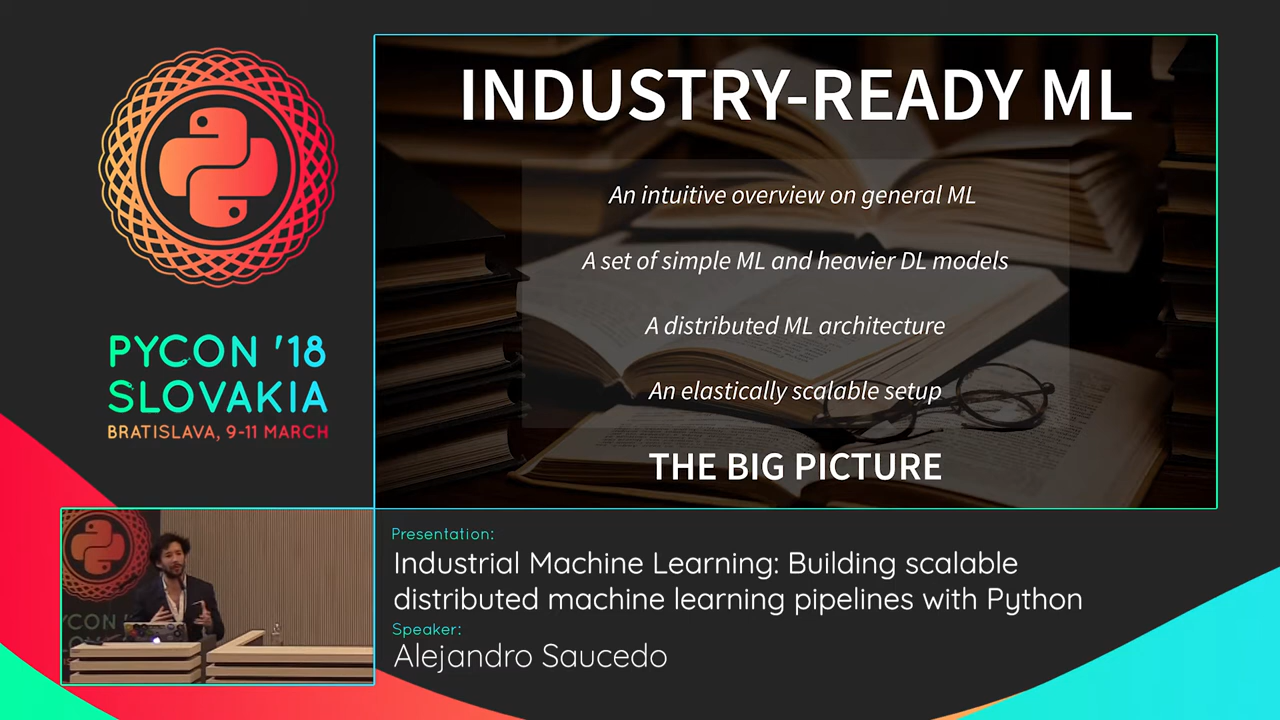 INDUSTRY-READY ML
An intuitive overview on general ML
A set of simple ML and heavier DL models
A distributed ML architecture
An elastically scalable setup
THE BIG PICTURE
PYCON '18
SLOVAKIA
BRATISLAVA, 9-11 MARCH
Presentation:
Industrial Machine Learning: Building scalable
distributed machine learning pipelines with Python
Speaker:
Alejandro Saucedo